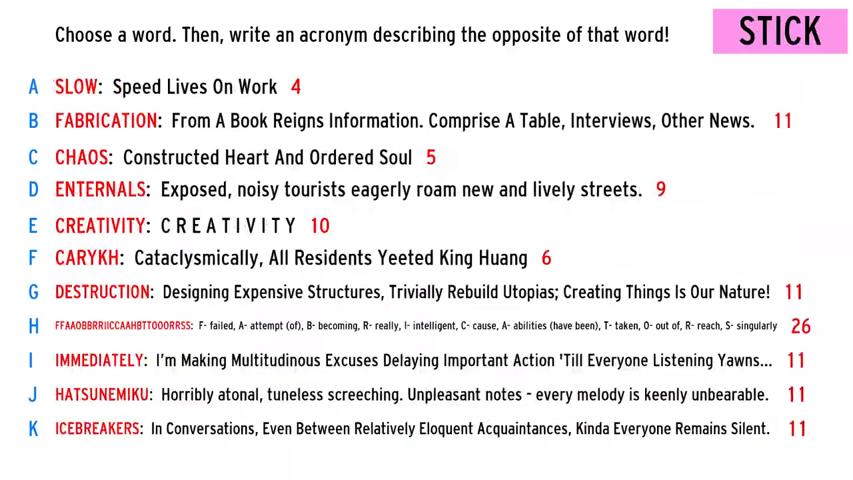 Choose a word. Then, write an acronym describing the opposite of that word!
STICK
A SLOW: Speed Lives On Work 4
B FABRICATION: From A Book Reigns Information. Comprise A Table, Interviews, Other News. 11
C CHAOS: Constructed Heart And Ordered Soul 5
D ENTERNALS: Exposed, noisy tourists eagerly roam new and lively streets. 9
E CREATIVITY: C R E A T I V I T Y 10
F CARYKH: Cataclysmically, All Residents Yeeted King Huang 6
G DESTRUCTION: Designing Expensive Structures, Trivially Rebuild Utopias; Creating Things Is Our Nature! 11
H FFAAOBBRRIICCAAHBTTOOORRSS: F- failed, A- attempt (of), B- becoming, R- really, I- intelligent, C- cause, A- abilities (have been), T- taken, O- out of, R- reach, S- singularly 26
I IMMEDIATELY: I'm Making Multitudinous Excuses Delaying Important Action 'Till Everyone Listening Yawns... 11
J HATSUNEMIKU: Horribly atonal, tuneless screeching. Unpleasant notes - every melody is keenly unbearable. 11
K ICEBREAKERS: In Conversations, Even Between Relatively Eloquent Acquaintances, Kinda Everyone Remains Silent. 11